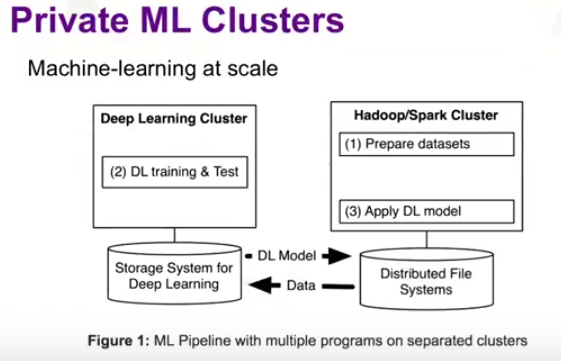 Private ML Clusters
Machine-learning at scale
Deep Learning Cluster
(2) DL training & Test
Storage System for
Deep Learning
Hadoop/Spark Cluster
(1) Prepare datasets
(3) Apply DL model
Distributed File
Systems
DL Model
Data
Figure 1: ML Pipeline with multiple programs on separated clusters